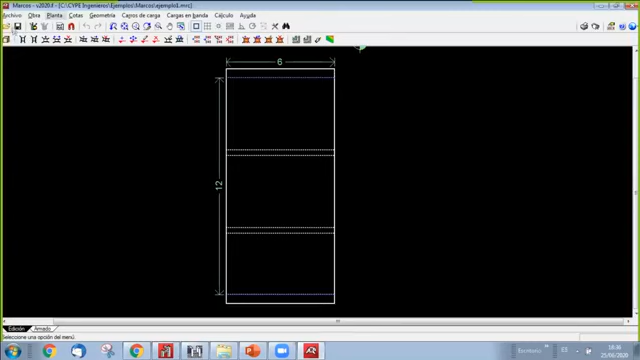 Marcos - v2020.f - [C:\CYPE Ingenieros\Ejemplos\Marcos\ejemplo1.mrc]
Archivo Obra Planta Cotas Geometría Capos de carga Cargas en banda Cálculo Ayuda
6
12
Edición Armado
Seleccione una opción del menú.
Escritorio
ES
18:36
25/06/2020